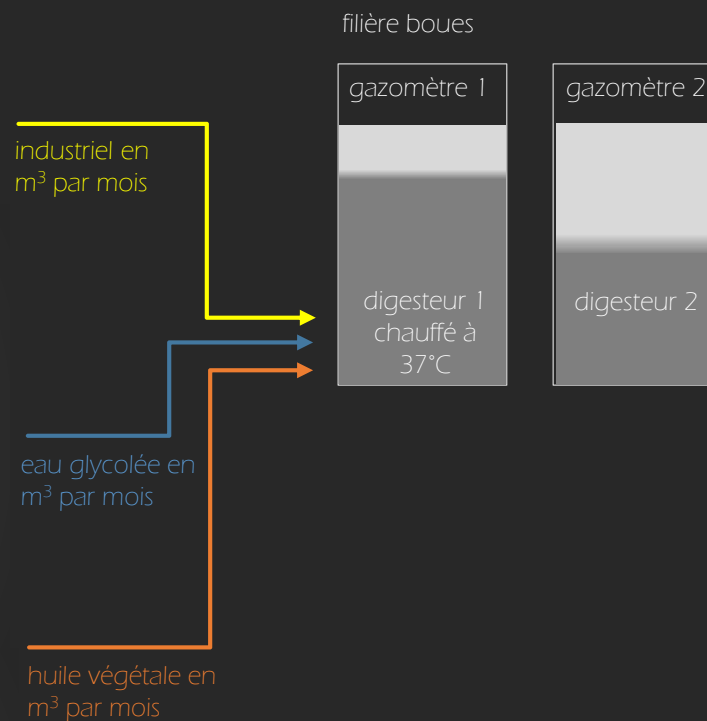 filière boues
gazomètre 1
gazomètre 2
industriel en
m³ par mois
digesteur 1
chauffé à
37°C
digesteur 2
eau glycolée en
m³ par mois
huile végétale en
m³ par mois